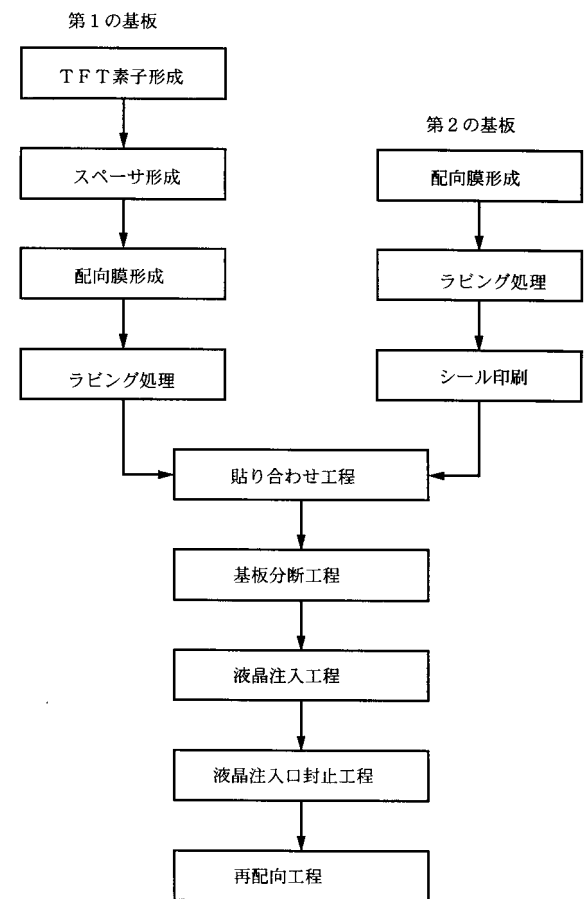 第１の基板
ＴＦＴ素子形成
スペーサ形成
配向膜形成
ラビング処理
第２の基板
配向膜形成
ラビング処理
シール印刷
貼り合わせ工程
基板分断工程
液晶注入工程
液晶注入口封止工程
再配向工程